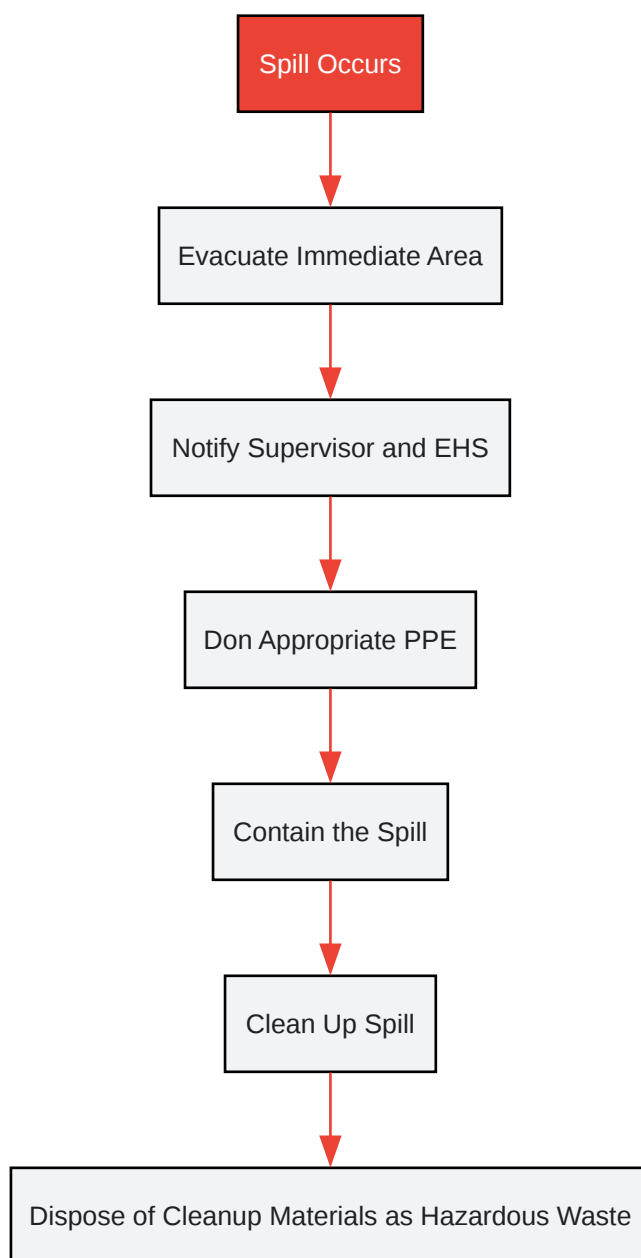 Spill Occurs
Evacuate Immediate Area
Notify Supervisor and EHS
Don Appropriate PPE
Contain the Spill
Clean Up Spill
Dispose of Cleanup Materials as Hazardous Waste